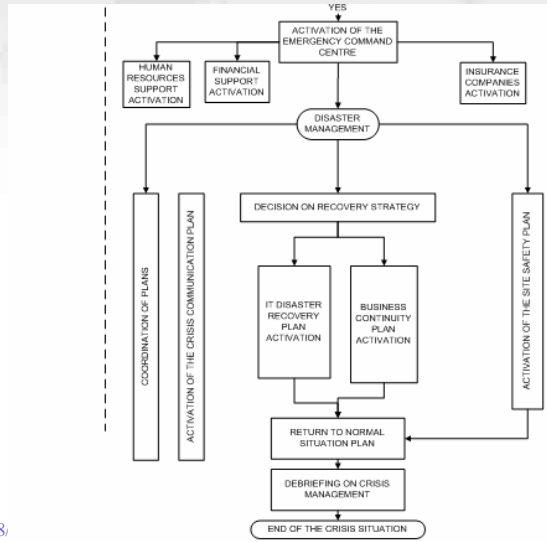 YES
ACTIVATION OF THE
EMERGENCY COMMAND
CENTRE
HUMAN
RESOURCES
SUPPORT
ACTIVATION
FINANCIAL
SUPPORT
ACTIVATION
INSURANCE
COMPANIES
ACTIVATION
DISASTER
MANAGEMENT
COORDINATION OF PLANS
ACTIVATION OF THE CRISIS COMMUNICATION PLAN
DECISION ON RECOVERY STRATEGY
ACTIVATION OF THE SITE SAFETY PLAN
IT DISASTER
RECOVERY
PLAN
ACTIVATION
BUSINESS
CONTINUITY
PLAN
ACTIVATION
RETURN TO NORMAL
SITUATION PLAN
DEBRIEFING ON CRISIS
MANAGEMENT
8/
END OF THE CRISIS SITUATION